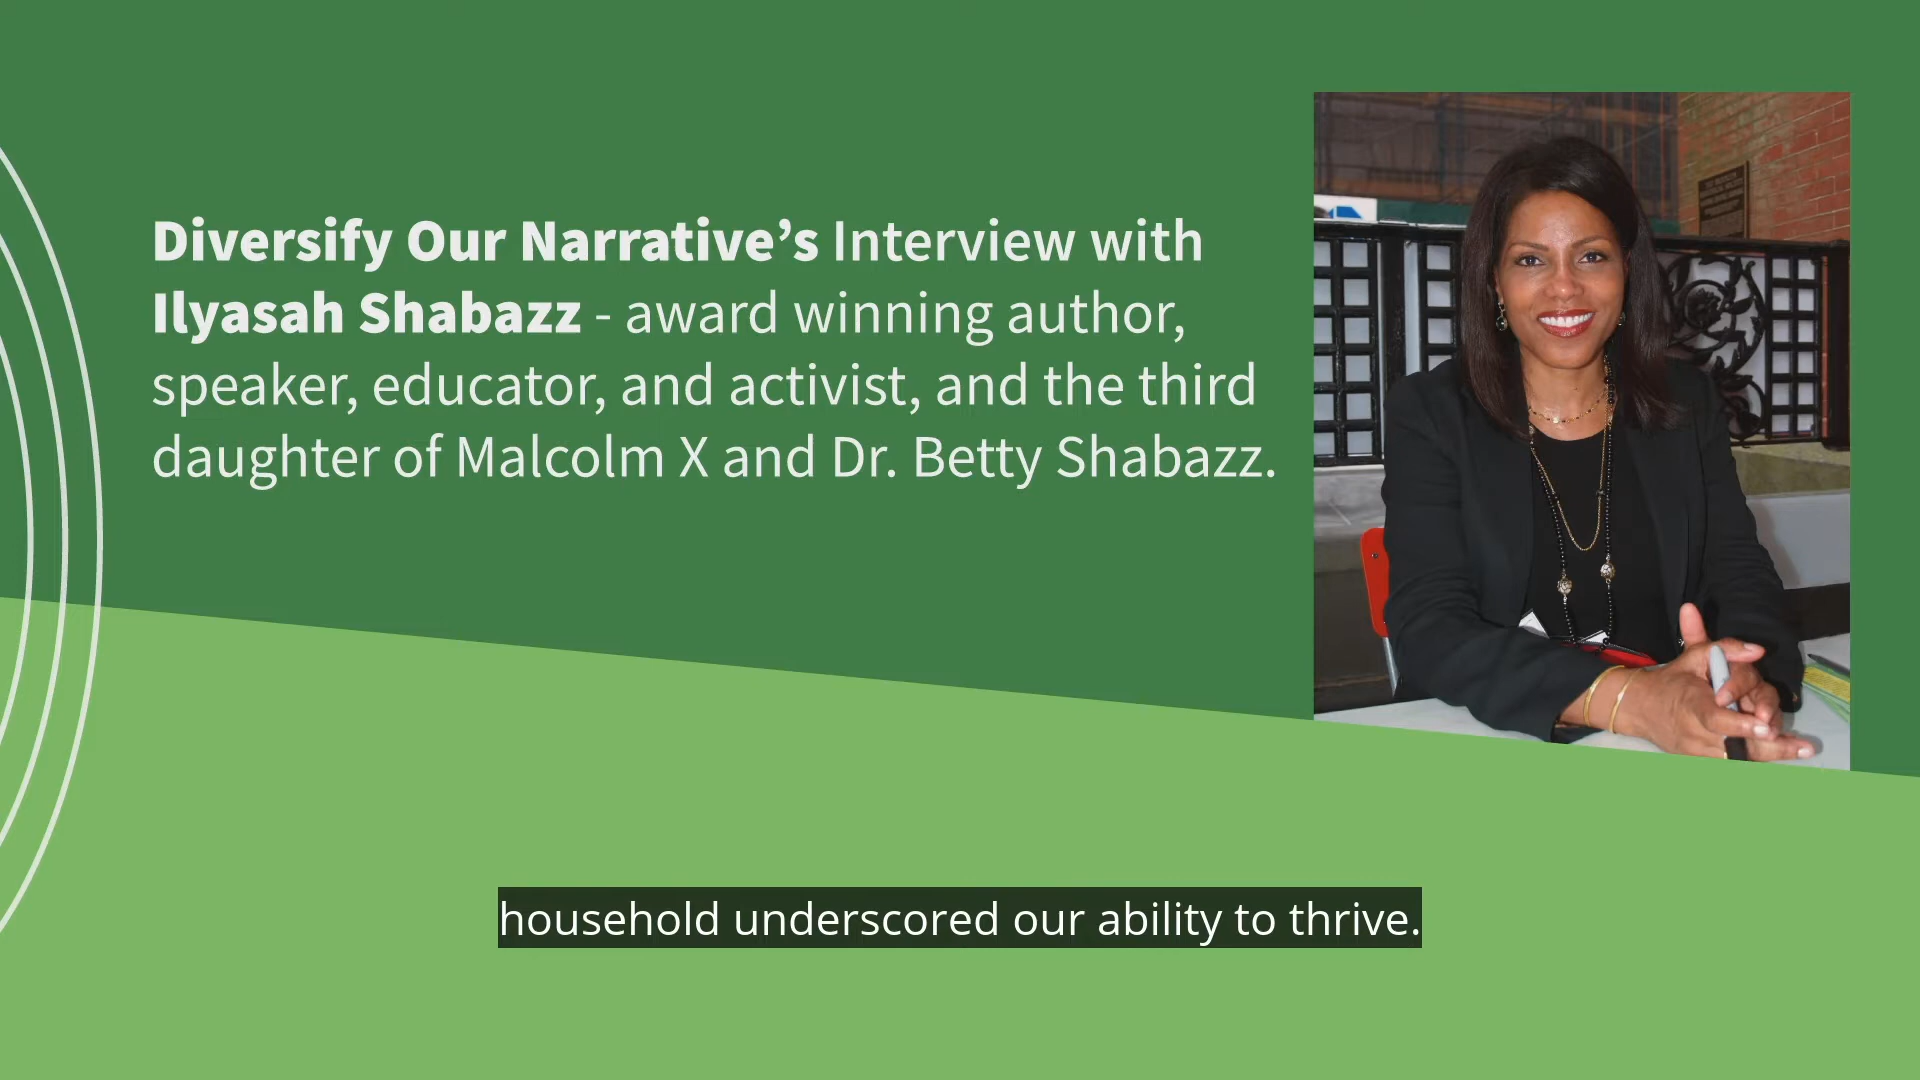 Diversify Our Narrative’s Interview with
Ilyasah Shabazz - award winning author,
speaker, educator, and activist, and the third
daughter of Malcolm X and Dr. Betty Shabazz.
household underscored our ability to thrive.